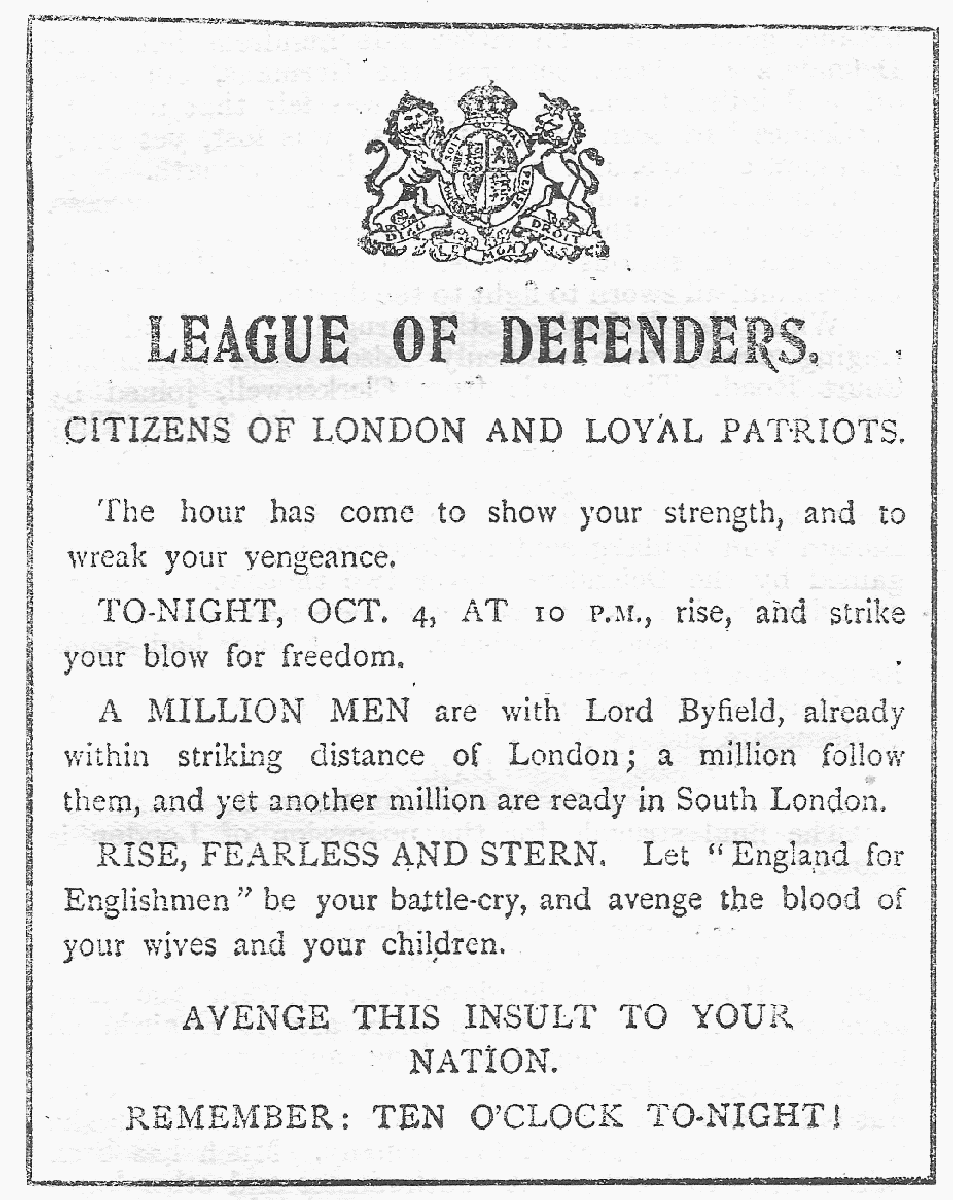 SOIT QUI MAL Y PENSE
DIEU ET MON DROIT
LEAGUE OF DEFENDERS.
CITIZENS OF LONDON AND LOYAL PATRIOTS.
The hour has come to show your strength, and to
wreak your vengeance.
TO-NIGHT, OCT. 4, AT 10 P.M., rise, and strike
your blow for freedom.
A MILLION MEN are with Lord Byfield, already
within striking distance of London; a million follow
them, and yet another million are ready in South London.
RISE, FEARLESS AND STERN. Let "England for
Englishmen" be your battle-cry, and avenge the blood of
your wives and your children.
AVENGE THIS INSULT TO YOUR
NATION.
REMEMBER: TEN O'CLOCK TO-NIGHT!